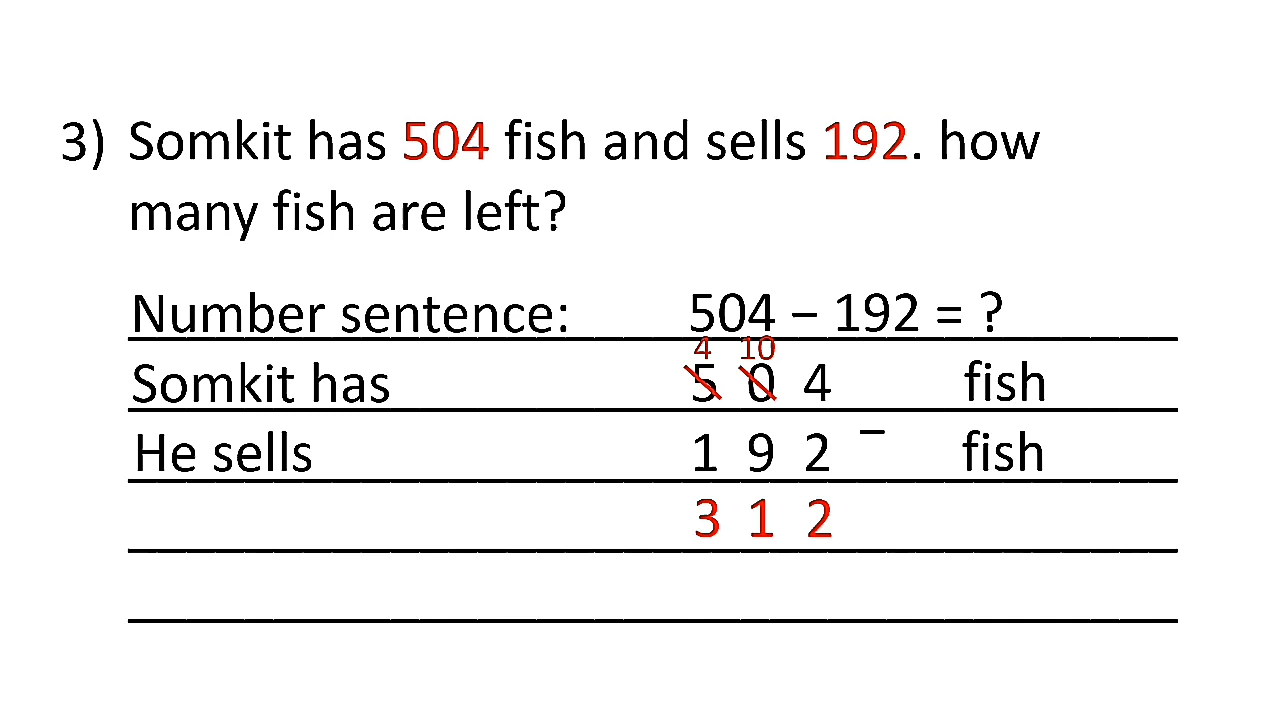 3) Somkit has 504 fish and sells 192. how
many fish are left?
Number sentence: 504 − 192 = ?
4 10
Somkit has 5 0 4 fish
He sells 1 9 2 − fish
3 1 2